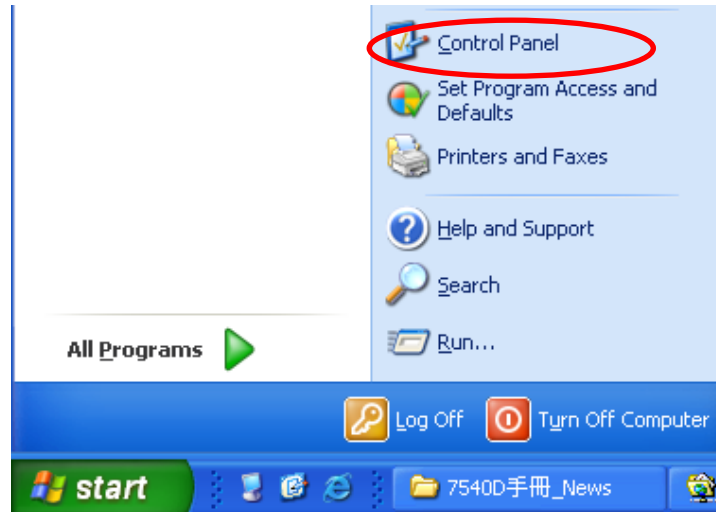 Control Panel
Set Program Access and
Defaults
Printers and Faxes
Help and Support
Search
All Programs
Run...
Log Off
Turn Off Computer
start
7540D手冊_News